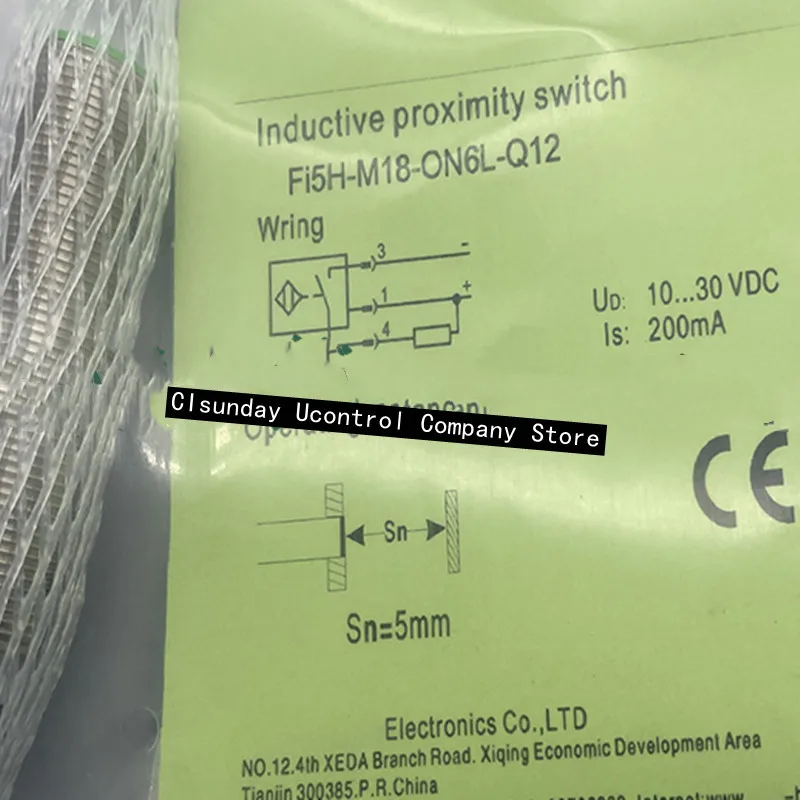 Inductive proximity switch
Fi5H-M18-ON6L-Q12
Wring
3 -
1 +
4
UD: 10...30 VDC
Is: 200mA
Clsunday Ucontrol Company Store
CE
Sn
Sn=5mm
Electronics Co.,LTD
NO.12.4th XEDA Branch Road. Xiqing Economic Development Area
Tianjin 300385.P.R.China